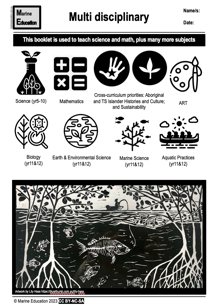 Marine
Education
Multi disciplinary
Name/s:
Date:
This booklet is used to teach science and math, plus many more subjects
Science (yr5-10)
Mathematics
Cross-curriculum priorities; Aboriginal
and TS Islander Histories and Culture;
and Sustainability
ART
Biology
(yr11&12)
Earth & Environmental Science
(yr11&12)
Marine Science
(yr11&12)
Aquatic Practices
(yr11&12)
Artwork by
© Marine Education 2023 CC BY-NC-SA